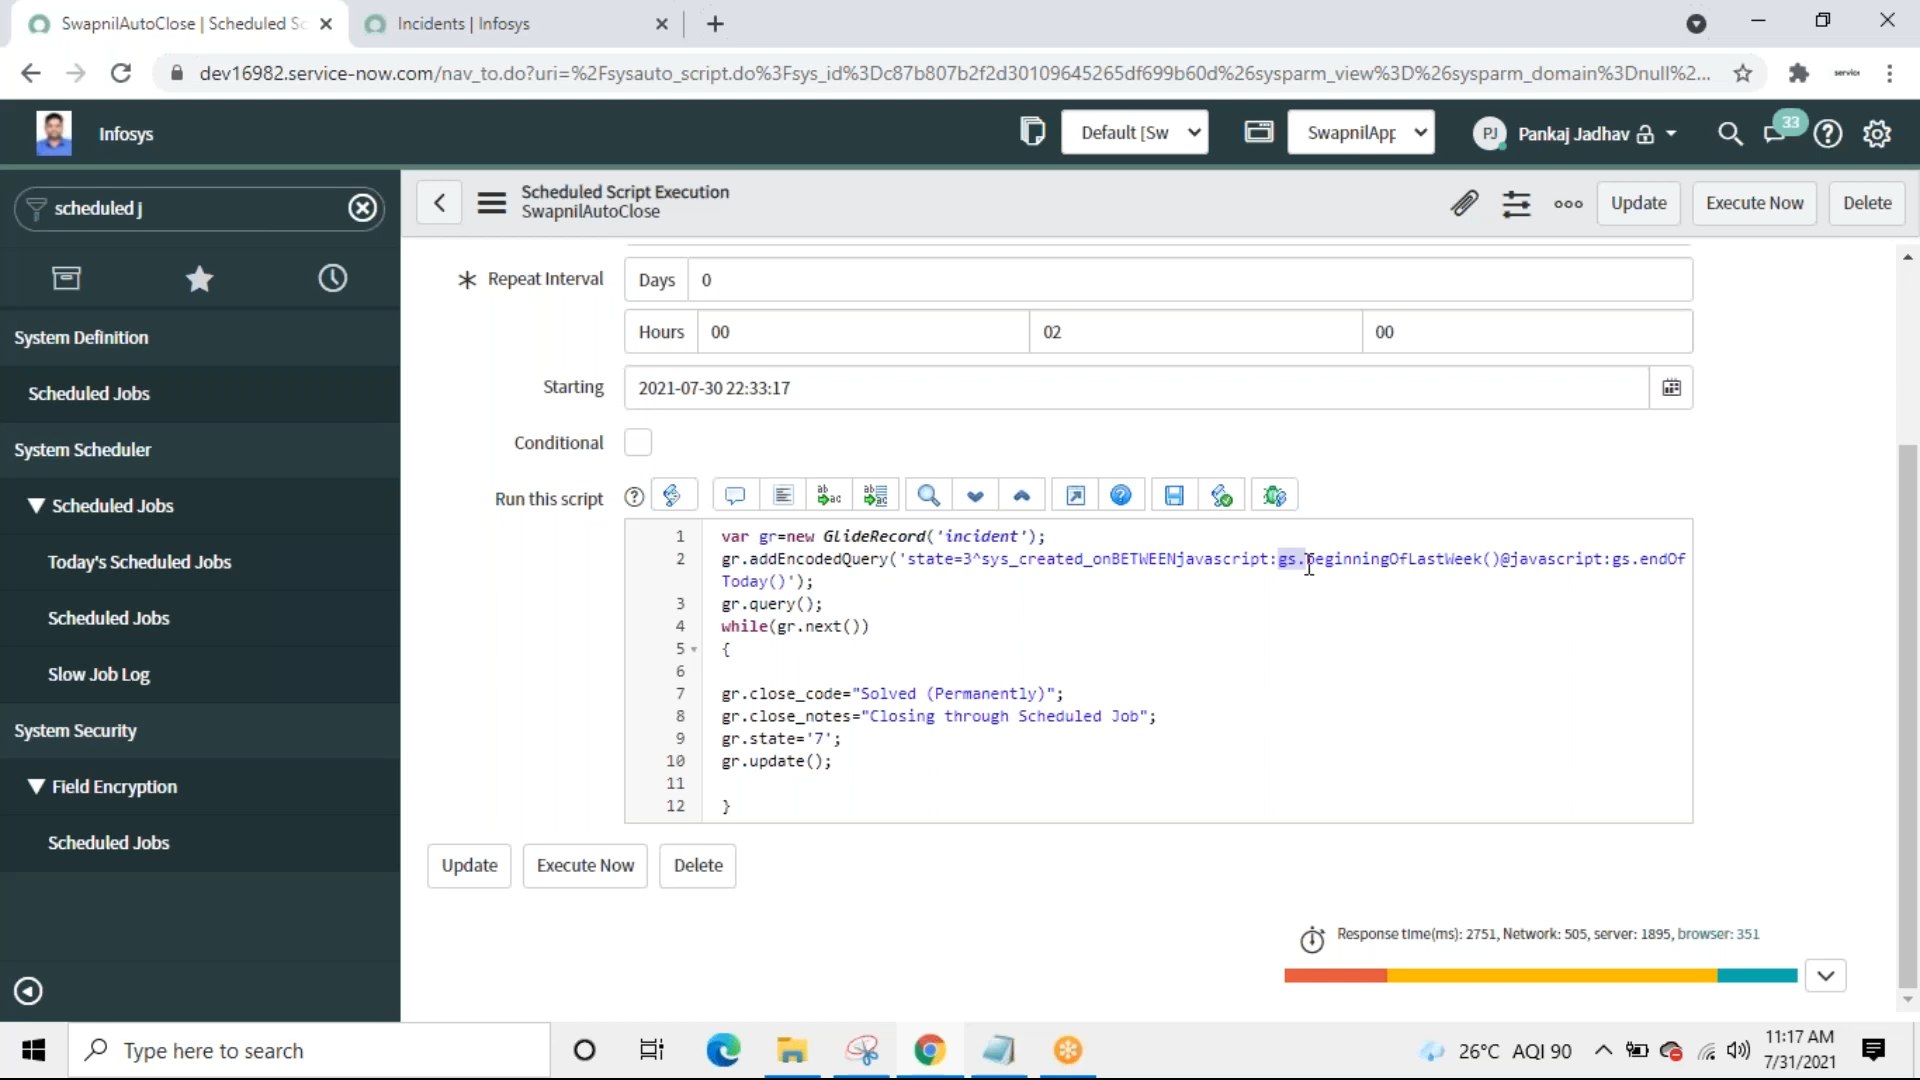 SwapnilAutoClose | Scheduled Sc
Incidents | Infosys
dev16982.service-now.com/nav_to.do?uri=%2Fsysauto_script.do%3Fsys_id%3Dc87b807b2f2d30109645265df699b60d%26sysparm_view%3D%26sysparm_domain%3Dnull%2...
service
Infosys
Default [Sw
SwapnilApp
PJ
Pankaj Jadhav
33
scheduled j
Scheduled Script Execution
SwapnilAutoClose
Update
Execute Now
Delete
System Definition
Scheduled Jobs
System Scheduler
Scheduled Jobs
Today's Scheduled Jobs
Scheduled Jobs
Slow Job Log
System Security
Field Encryption
Scheduled Jobs
Repeat Interval
Days
0
Hours
00
02
00
Starting
2021-07-30 22:33:17
Conditional
Run this script
1 var gr=new GlideRecord('incident');
2 gr.addEncodedQuery('state=3^sys_created_onBETWEENjavascript:gs.beginningOfLastWeek()@javascript:gs.endOf
Today()');
3 gr.query();
4 while(gr.next())
5 {
6
7 gr.close_code="Solved (Permanently)";
8 gr.close_notes="Closing through Scheduled Job";
9 gr.state='7';
10 gr.update();
11
12 }
Update
Execute Now
Delete
Response time(ms): 2751, Network: 505, server: 1895, browser: 351
Type here to search
26°C AQI 90
11:17 AM
7/31/2021